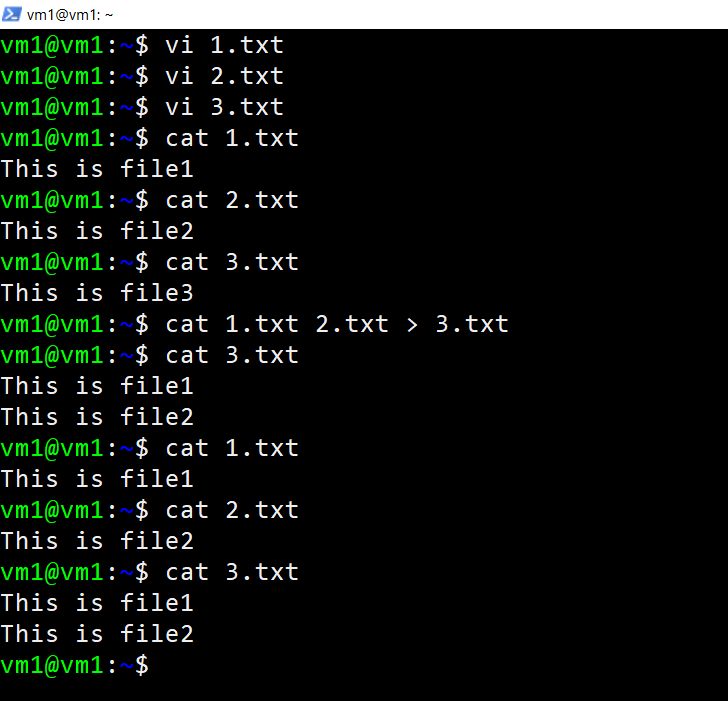 vm1@vm1: ~
vm1@vm1:~$ vi 1.txt
vm1@vm1:~$ vi 2.txt
vm1@vm1:~$ vi 3.txt
vm1@vm1:~$ cat 1.txt
This is file1
vm1@vm1:~$ cat 2.txt
This is file2
vm1@vm1:~$ cat 3.txt
This is file3
vm1@vm1:~$ cat 1.txt 2.txt > 3.txt
vm1@vm1:~$ cat 3.txt
This is file1
This is file2
vm1@vm1:~$ cat 1.txt
This is file1
vm1@vm1:~$ cat 2.txt
This is file2
vm1@vm1:~$ cat 3.txt
This is file1
This is file2
vm1@vm1:~$